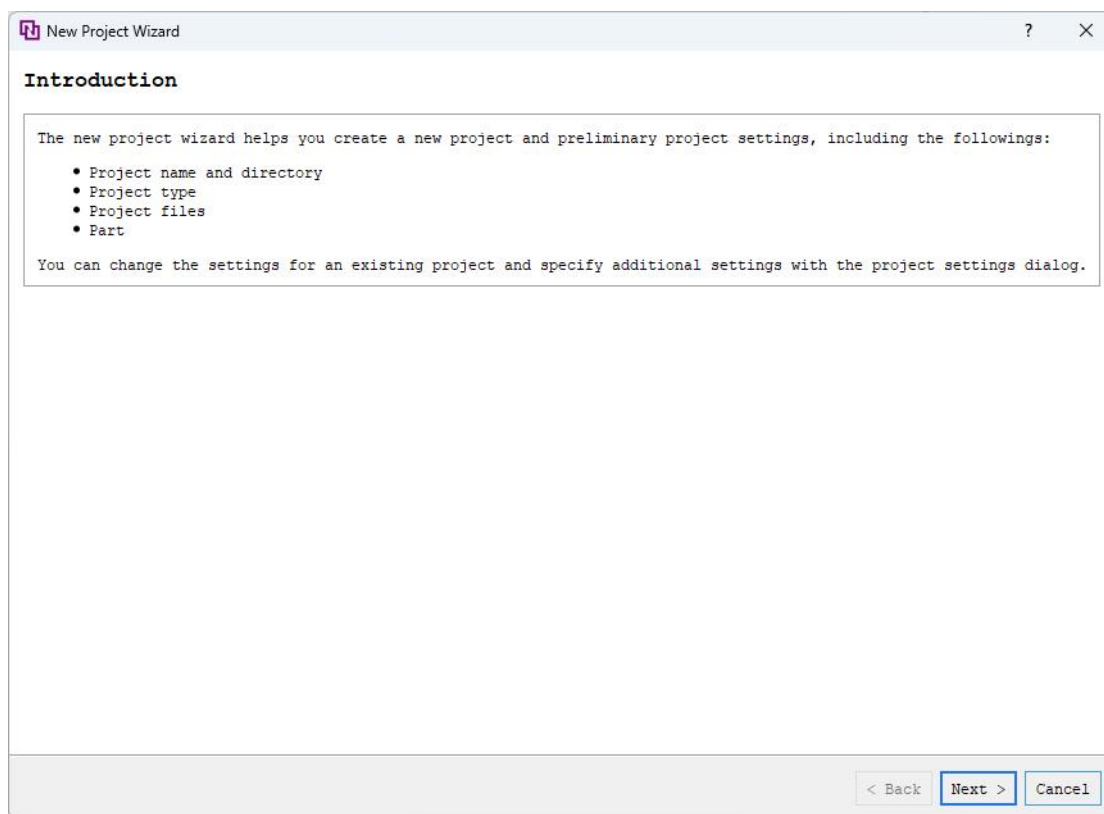 New Project Wizard ?
Introduction
The new project wizard helps you create a new project and preliminary project settings, including the followings:
• Project name and directory
• Project type
• Project files
• Part
You can change the settings for an existing project and specify additional settings with the project settings dialog.
< Back Next > Cancel